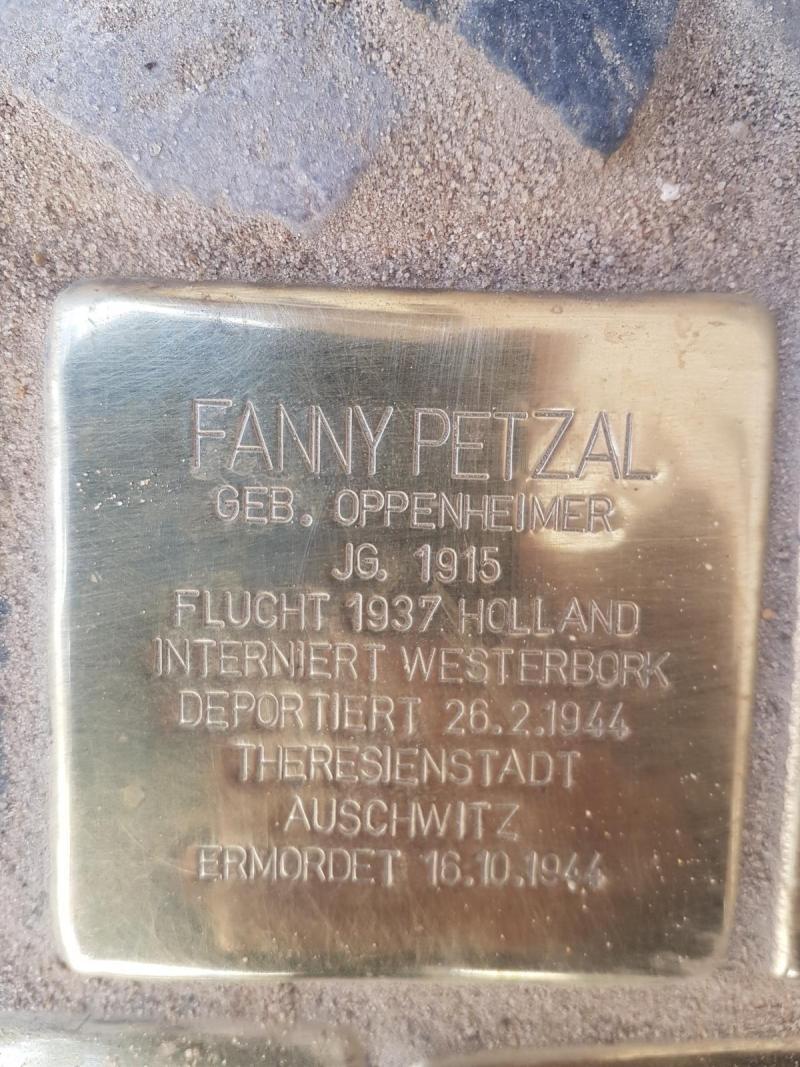 FANNY PETZAL
GEB. OPPENHEIMER
JG. 1915
FLUCHT 1937 HOLLAND
INTERNIERT WESTERBORK
DEPORTIERT 26.2.1944
THERESIENSTADT
AUSCHWITZ
ERMORDET 16.10.1944